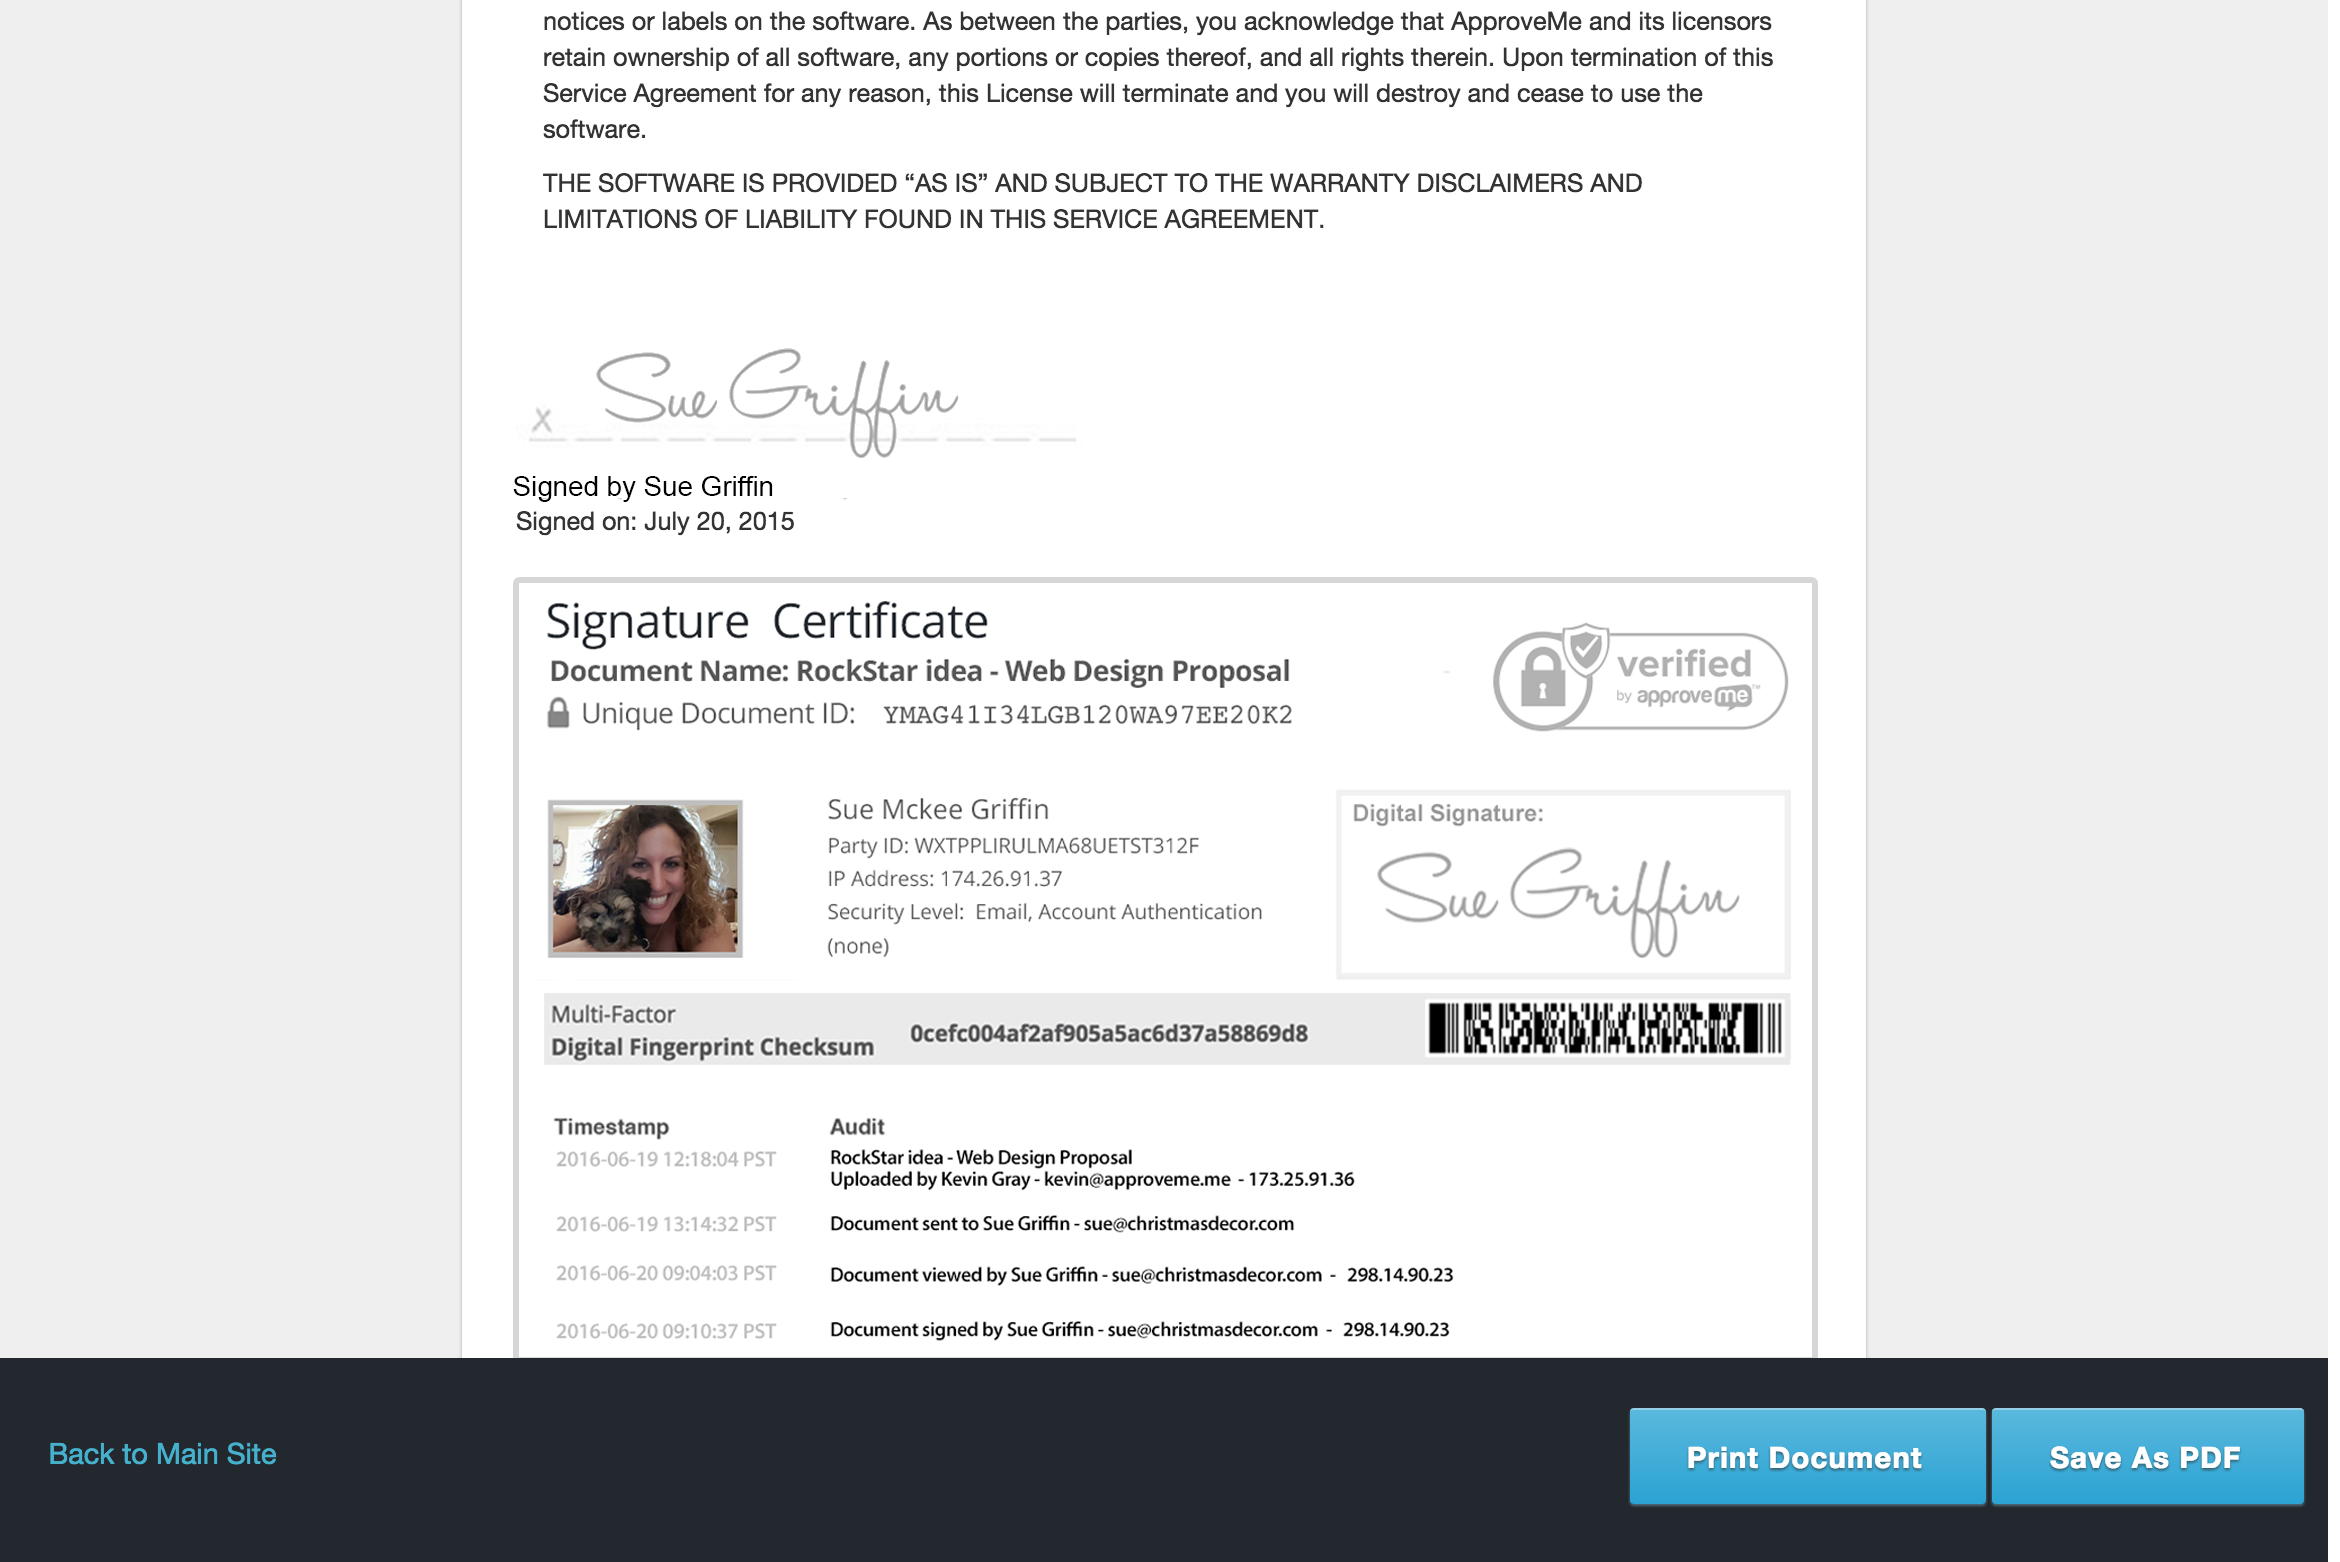 notices or labels on the software. As between the parties, you acknowledge that ApproveMe and its licensors
retain ownership of all software, any portions or copies thereof, and all rights therein. Upon termination of this
Service Agreement for any reason, this License will terminate and you will destroy and cease to use the
software.
THE SOFTWARE IS PROVIDED “AS IS” AND SUBJECT TO THE WARRANTY DISCLAIMERS AND
LIMITATIONS OF LIABILITY FOUND IN THIS SERVICE AGREEMENT.
X Sue Griffin
Signed by Sue Griffin
Signed on: July 20, 2015
Signature Certificate
Document Name: RockStar idea - Web Design Proposal
Unique Document ID: YMAG41I34LGB120WA97EE20K2
verified
by approve me™
Sue Mckee Griffin
Party ID: WXTPPLIRULMA68UETST312F
IP Address: 174.26.91.37
Security Level: Email, Account Authentication
(none)
Digital Signature:
Sue Griffin
Multi-Factor
Digital Fingerprint Checksum
0cefc004af2af905a5ac6d37a58869d8
Timestamp Audit
2016-06-19 12:18:04 PST RockStar idea - Web Design Proposal
Uploaded by Kevin Gray - kevin@approveme.me - 173.25.91.36
2016-06-19 13:14:32 PST Document sent to Sue Griffin - sue@christmasdecor.com
2016-06-20 09:04:03 PST Document viewed by Sue Griffin - sue@christmasdecor.com - 298.14.90.23
2016-06-20 09:10:37 PST Document signed by Sue Griffin - sue@christmasdecor.com - 298.14.90.23
Back to Main Site
Print Document
Save As PDF